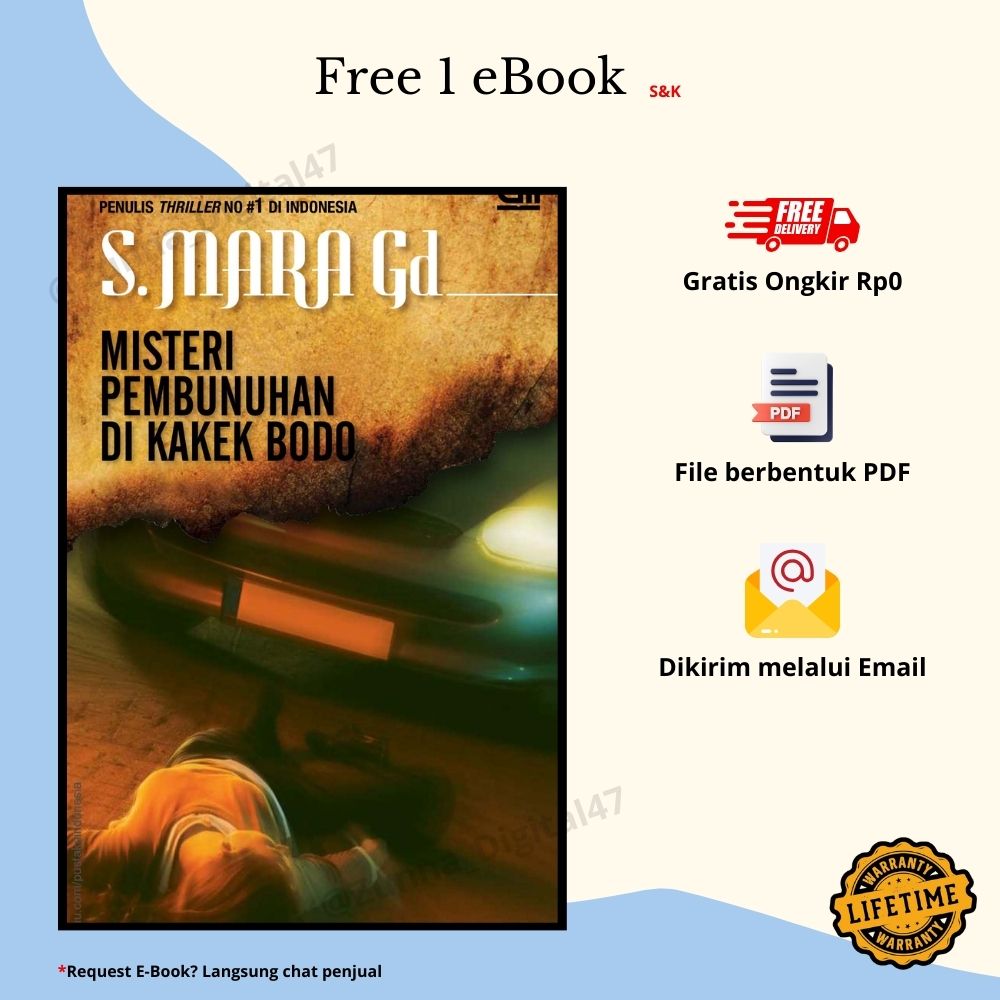 Free 1 eBook S&K
PENULIS THRILLER NO #1 DI INDONESIA
S. MARA Gd
MISTERI
PEMBUNUHAN
DI KAKEK BODO
FREE
DELIVERY
Gratis Ongkir Rp0
PDF
File berbentuk PDF
@
Dikirim melalui Email
WARRANTY
LIFETIME
WARRANTY
*Request E-Book? Langsung chat penjual